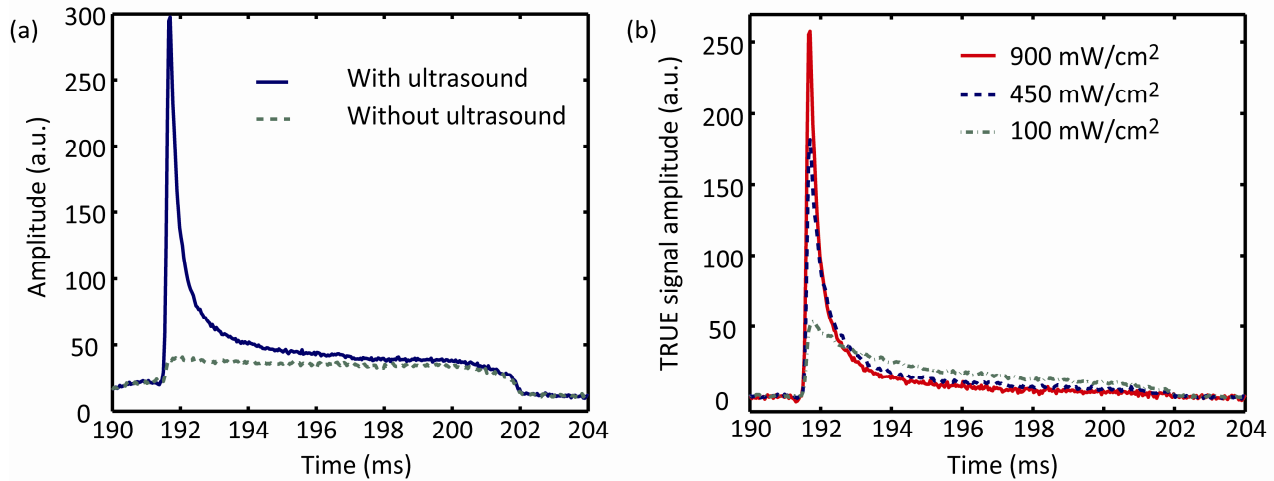 (a)
300
250
200
150
100
50
0
Amplitude (a.u.)
With ultrasound
Without ultrasound
190 192 194 196 198 200 202 204
Time (ms)
(b)
250
200
150
100
50
0
TRUE signal amplitude (a.u.)
900 mW/cm²
450 mW/cm²
100 mW/cm²
190 192 194 196 198 200 202 204
Time (ms)